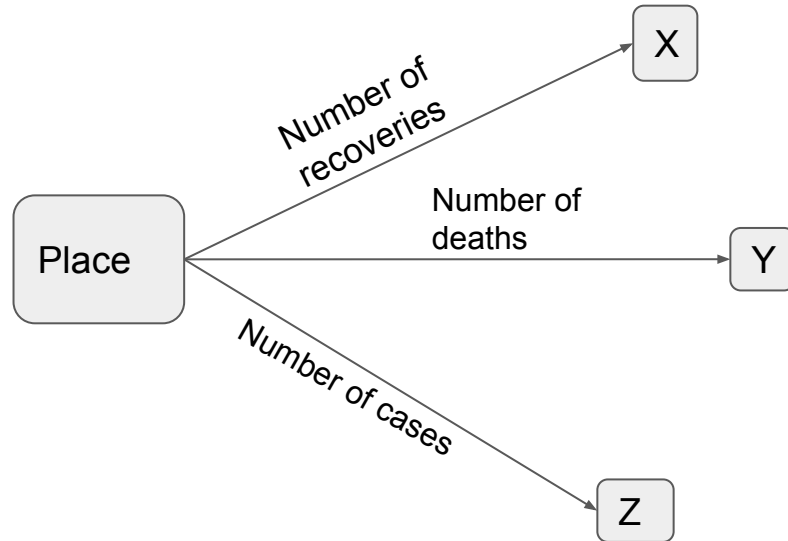 X
Number of
recoveries
Number of
deaths
Place
Y
Number of cases
Z